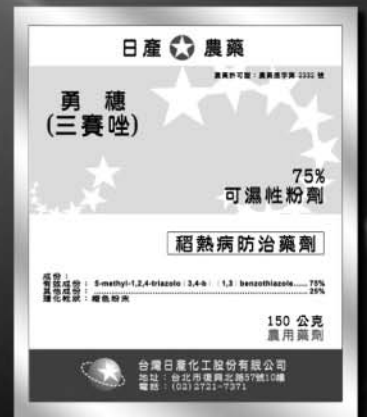 日產 農藥
農藥許可證：農藥進字第 2332 號
勇 穗
(三賽唑)
75%
可濕性粉劑
稻熱病防治藥劑
成份：
有效成份：5-methyl-1,2,4-triazolo〔3,4-b〕〔1,3〕benzothiazole......75%
其他成份：......25%
理化性狀：橙色粉末
150 公克
農用藥劑
台灣日產化工股份有限公司
地址：台北市復興北路57號10樓
電話：(02)2721-7371